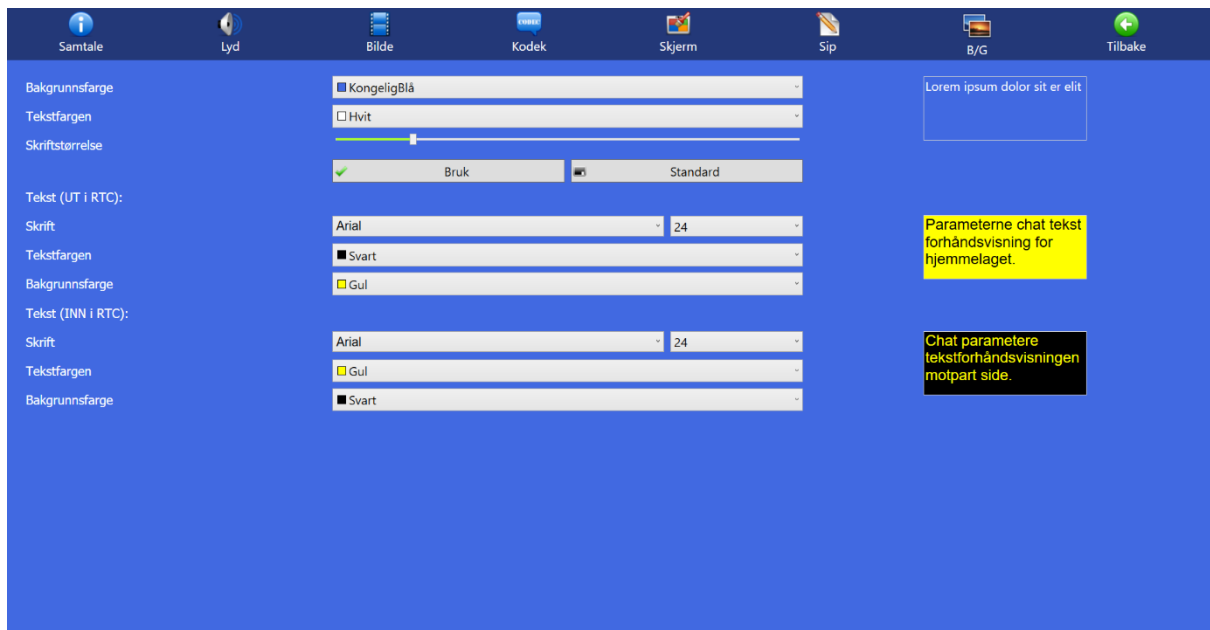 Samtale
Lyd
Bilde
CODEC
Kodek
Skjerm
Sip
B/G
Tilbake
Bakgrunnsfarge
KongeligBlå
Lorem ipsum dolor sit er elit
Tekstfargen
Hvit
Skriftstørrelse
Bruk
Standard
Tekst (UT i RTC):
Skrift
Arial
24
Parameterne chat tekst
forhåndsvisning for
hjemmelaget.
Tekstfargen
Svart
Bakgrunnsfarge
Gul
Tekst (INN i RTC):
Skrift
Arial
24
Chat parametere
tekstforhåndsvisningen
motpart side.
Tekstfargen
Gul
Bakgrunnsfarge
Svart